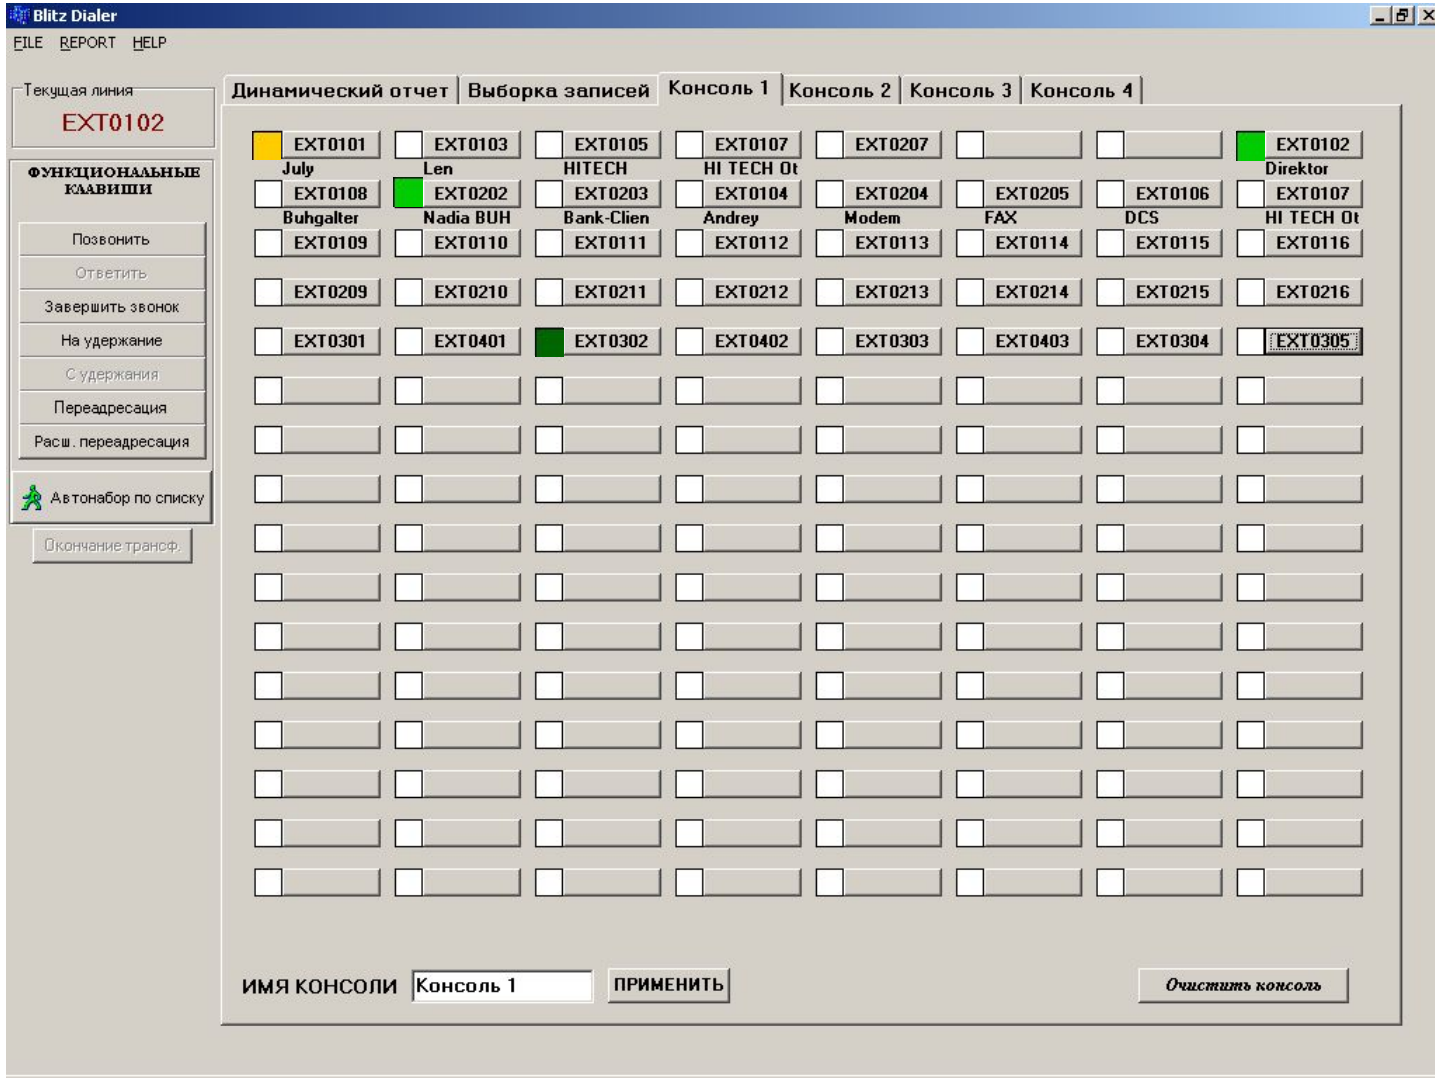 Blitz Dialer
FILE REPORT HELP
Текущая линия
EXT0102
ФУНКЦИОНАЛЬНЫЕ
КЛАВИШИ
Позвонить
Ответить
Завершить звонок
На удержание
С удержания
Переадресация
Расш. переадресация
Автонабор по списку
Окончание трансф.
Динамический отчет Выборка записей Консоль 1 Консоль 2 Консоль 3 Консоль 4
EXT0101 EXT0103 EXT0105 EXT0107 EXT0207 EXT0102
July Len HITECH HI TECH Ot Direktor
EXT0108 EXT0202 EXT0203 EXT0104 EXT0204 EXT0205 EXT0106 EXT0107
Buhgalter Nadia BUH Bank-Clien Andrey Modem FAX DCS HI TECH Ot
EXT0109 EXT0110 EXT0111 EXT0112 EXT0113 EXT0114 EXT0115 EXT0116
EXT0209 EXT0210 EXT0211 EXT0212 EXT0213 EXT0214 EXT0215 EXT0216
EXT0301 EXT0401 EXT0302 EXT0402 EXT0303 EXT0403 EXT0304 EXT0305
ИМЯ КОНСОЛИ Консоль 1 ПРИМЕНИТЬ Очистить консоль